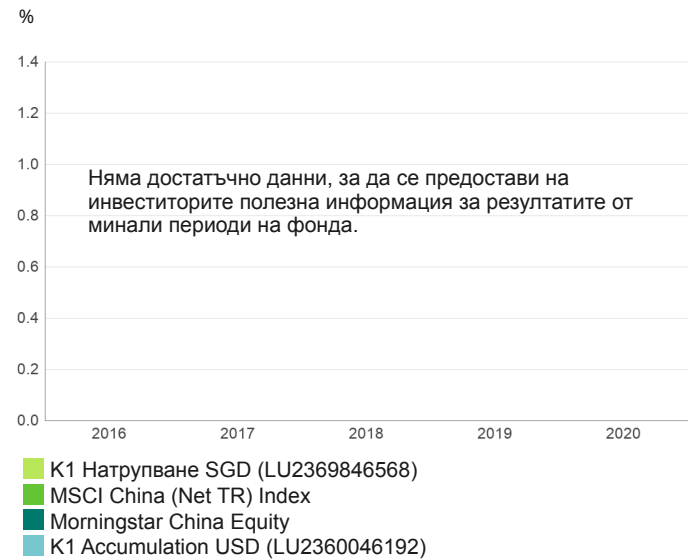 %
1.4
1.2
1.0
0.8
0.6
0.4
0.2
0.0
Няма достатъчно данни, за да се предостави на
инвеститорите полезна информация за резултатите от
минали периоди на фонда.
2016 2017 2018 2019 2020
K1 Натрупване SGD (LU2369846568)
MSCI China (Net TR) Index
Morningstar China Equity
K1 Accumulation USD (LU2360046192)